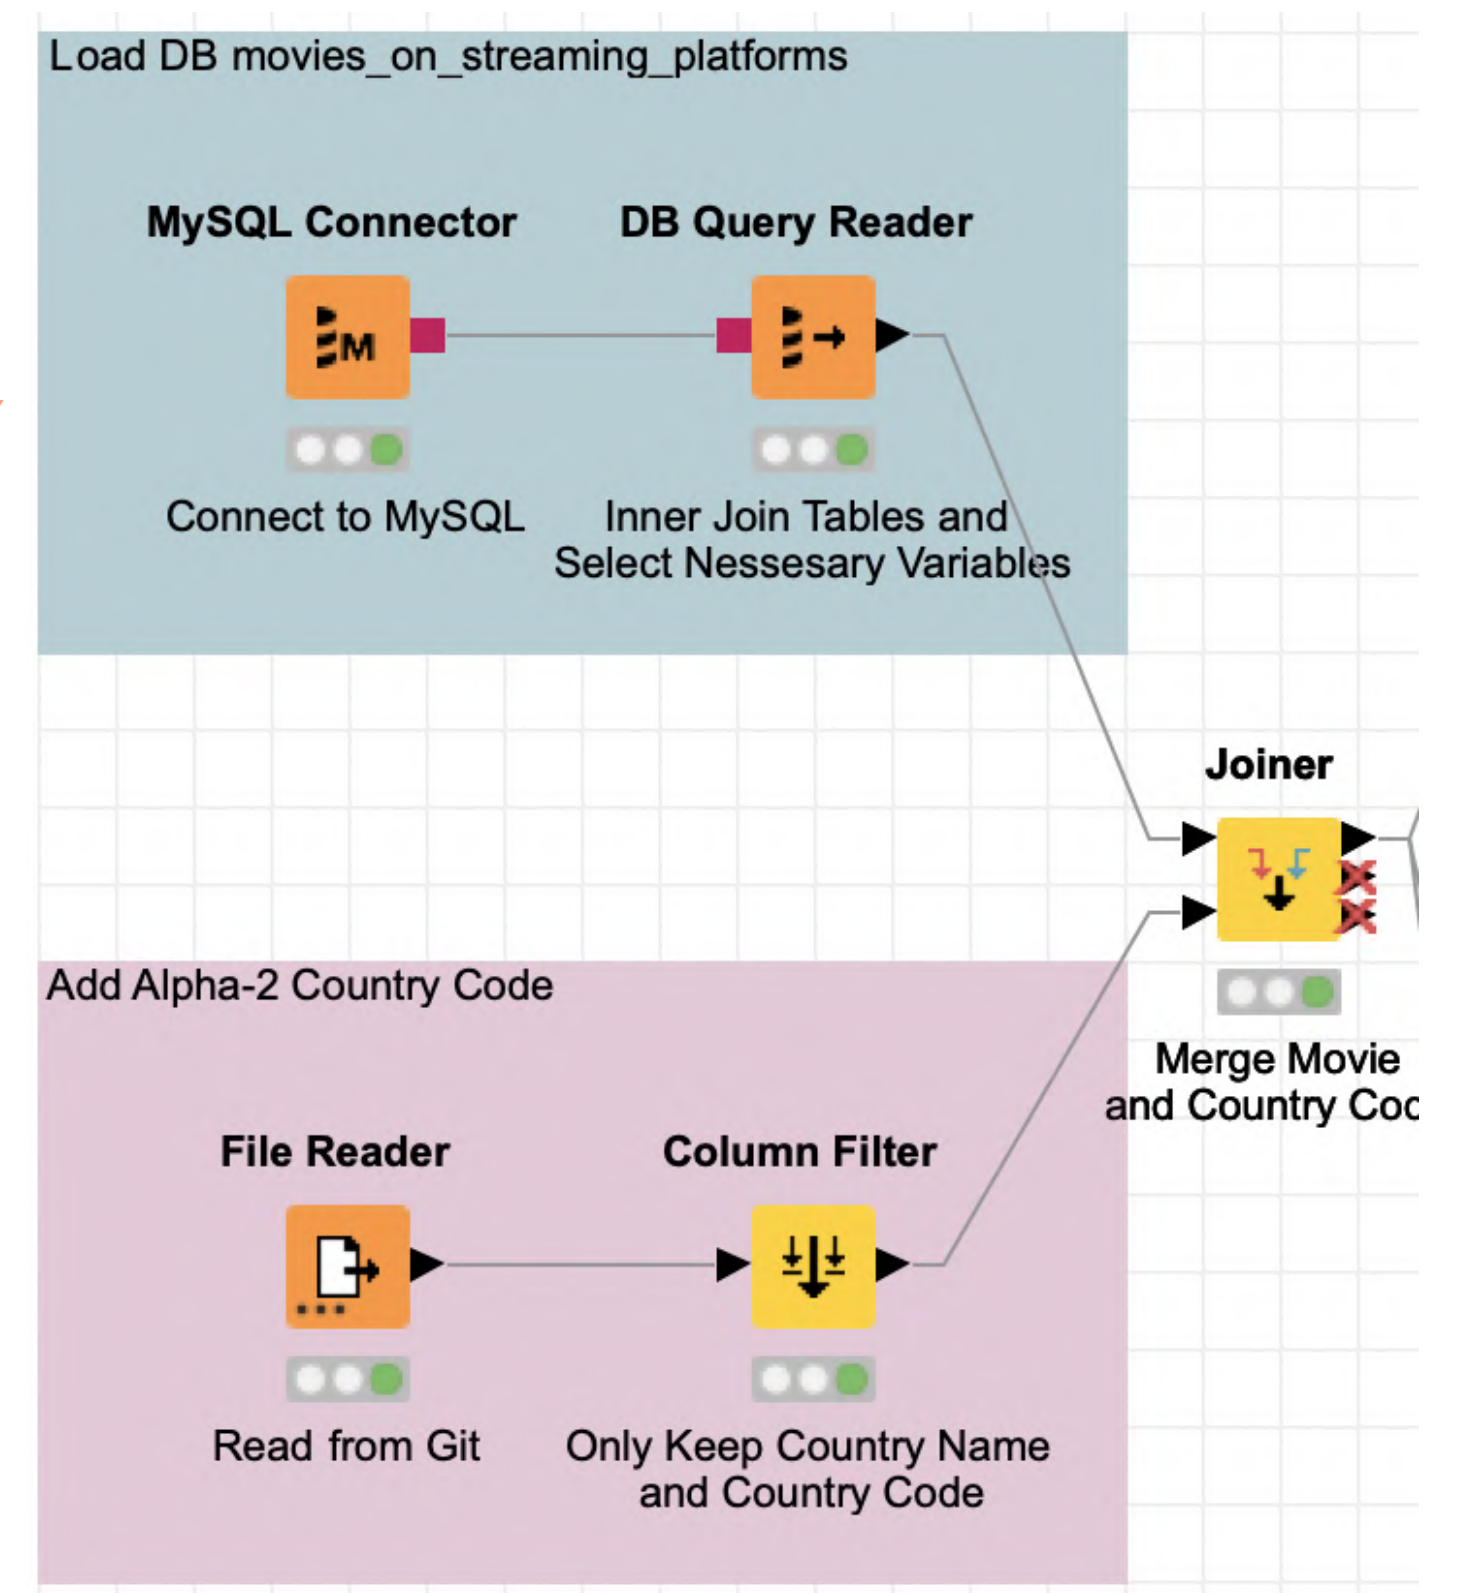 Load DB movies_on_streaming_platforms
MySQL Connector
DB Query Reader
M
Connect to MySQL
Inner Join Tables and
Select Nessesary Variables
Joiner
Merge Movie
and Country
Add Alpha-2 Country Code
File Reader
Column Filter
Read from Git
Only Keep Country Name
and Country Code